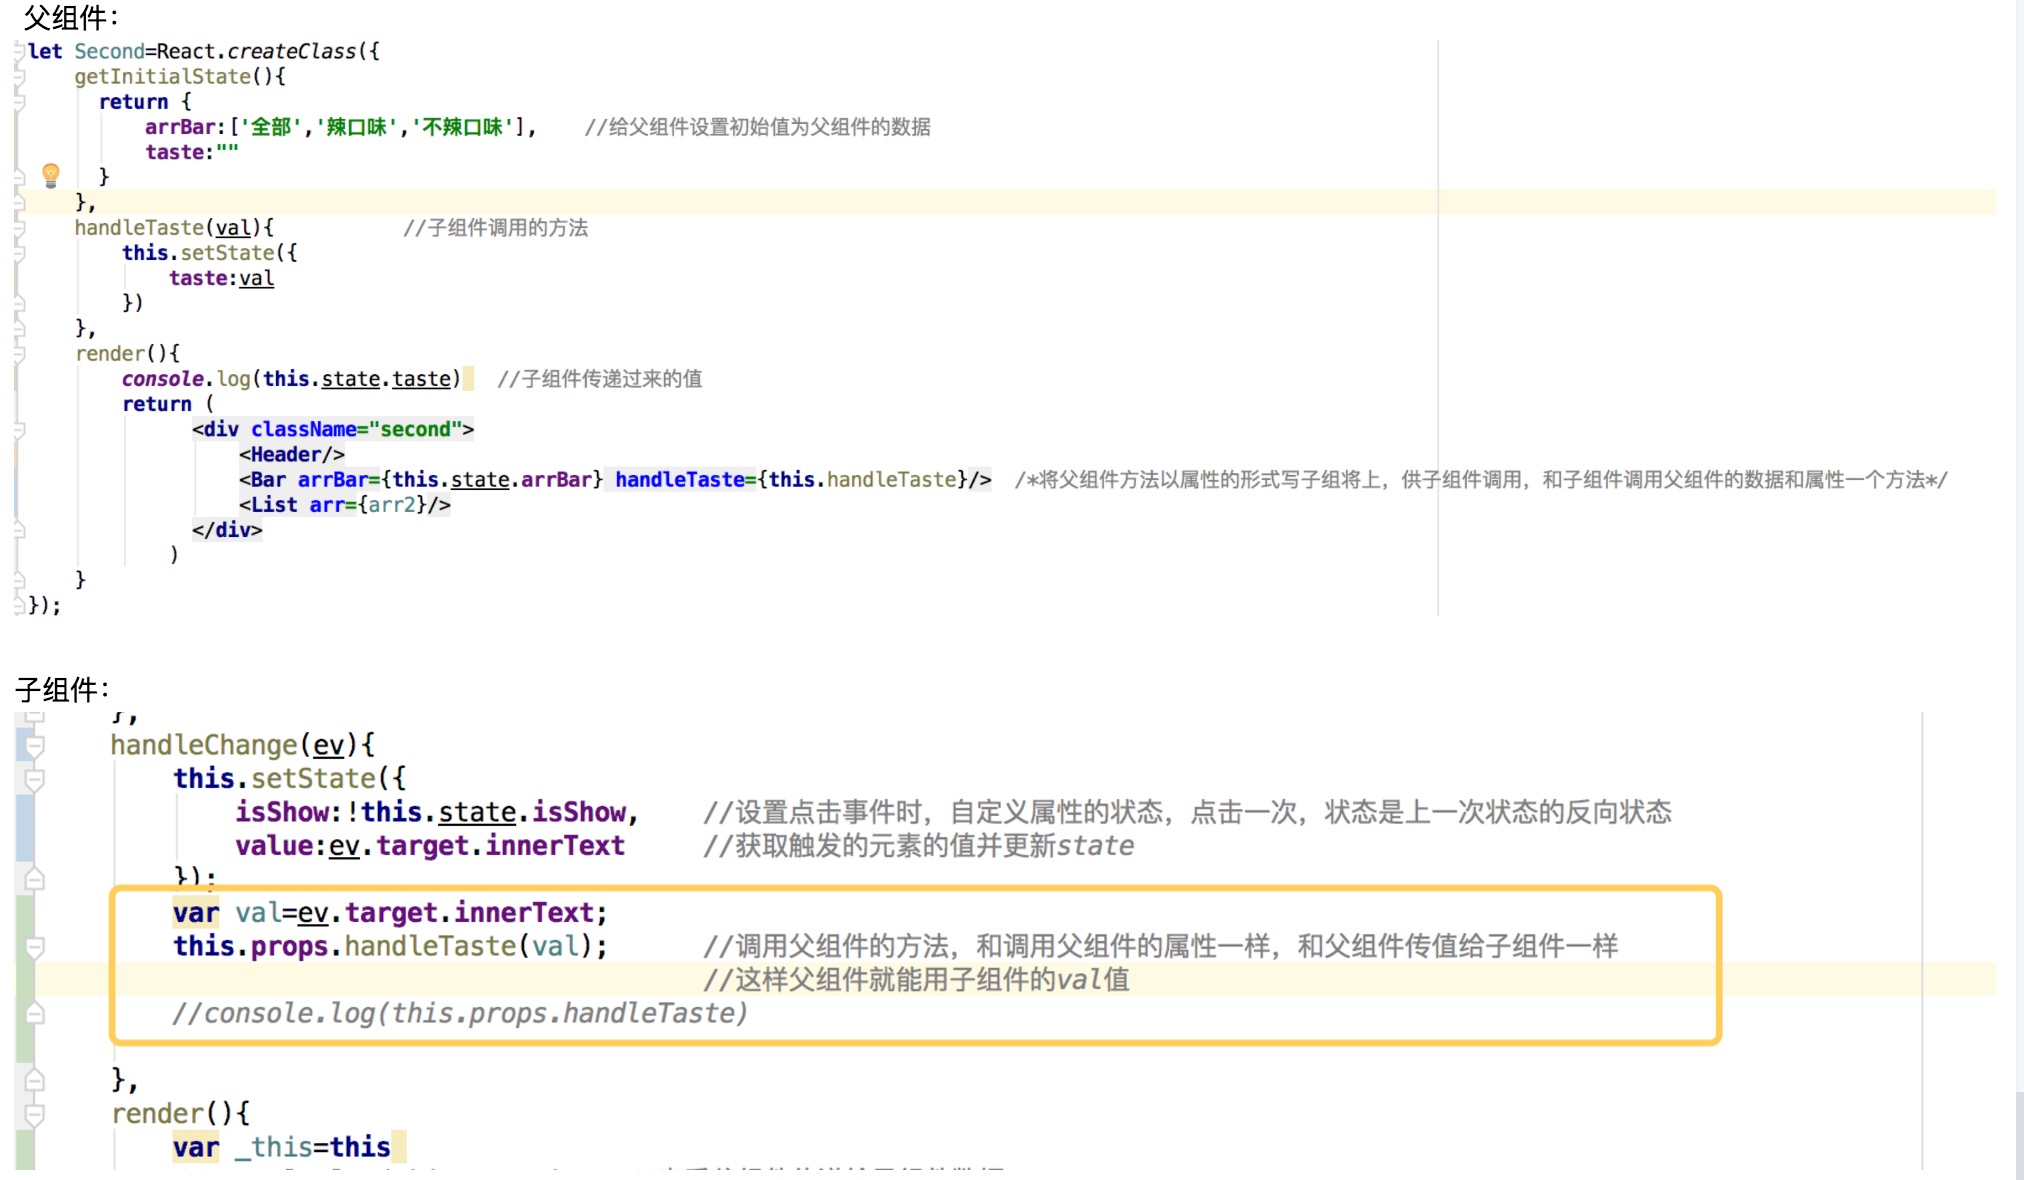 父组件：
let Second=React.createClass({
getInitialState(){
return {
arrBar:['全部','辣口味','不辣口味'],    //给父组件设置初始值为父组件的数据
taste:""
}
},
handleTaste(val){    //子组件调用的方法
this.setState({
taste:val
})
},
render(){
console.log(this.state.taste)  //子组件传递过来的值
return (
<div className="second">
<Header/>
<Bar arrBar={this.state.arrBar} handleTaste={this.handleTaste}/>  /*将父组件方法以属性的形式写子组将上，供子组件调用，和子组件调用父组件的数据和属性一个方法*/
<List arr={arr2}/>
</div>
)
}
});
子组件：
},
handleChange(ev){
this.setState({
isShow:!this.state.isShow,    //设置点击事件时，自定义属性的状态，点击一次，状态是上一次状态的反向状态
value:ev.target.innerText    //获取触发的元素的值并更新state
});
var val=ev.target.innerText;
this.props.handleTaste(val);    //调用父组件的方法，和调用父组件的属性一样，和父组件传值给子组件一样
//这样父组件就能用子组件的val值
//console.log(this.props.handleTaste)
},
render(){
var _this=this